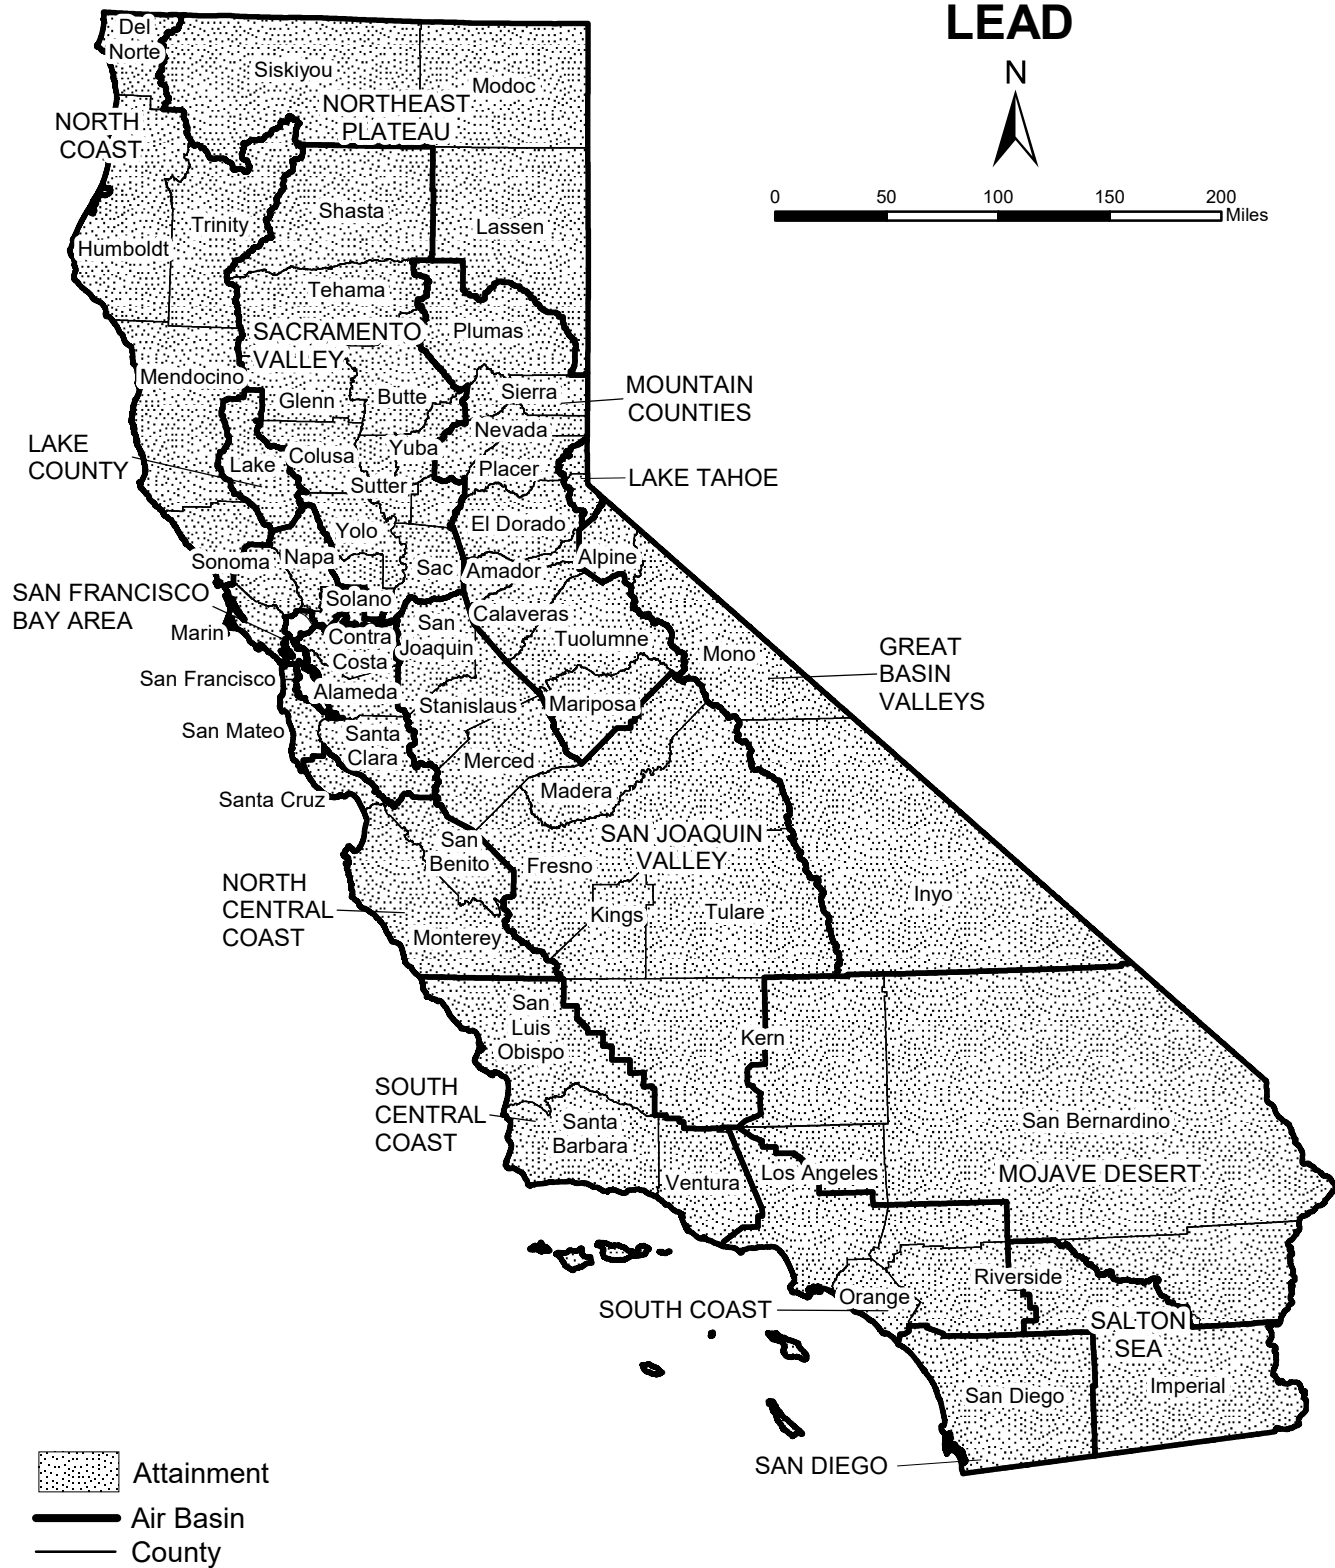 LEAD
N
0 50 100 150 200
Miles
Del
Norte
Siskiyou
Modoc
NORTHEAST
PLATEAU
NORTH
COAST
Shasta
Trinity
Lassen
Humboldt
Tehama
SACRAMENTO
VALLEY
Plumas
Mendocino
Glenn
Butte
Sierra
MOUNTAIN
COUNTIES
Nevada
LAKE
COUNTY
Lake
Colusa
Yuba
Placer
LAKE TAHOE
Sutter
El Dorado
Yolo
Sonoma
Napa
Sac
Amador
Alpine
SAN FRANCISCO
BAY AREA
Solano
Marin
Contra
Costa
San
Joaquin
Calaveras
Tuolumne
Mono
GREAT
BASIN
VALLEYS
San Francisco
Alameda
Stanislaus
Mariposa
San Mateo
Santa
Clara
Merced
Santa Cruz
Madera
San
Benito
SAN JOAQUIN
VALLEY
Fresno
NORTH
CENTRAL
COAST
Kings
Tulare
Inyo
Monterey
San
Luis
Obispo
Kern
SOUTH
CENTRAL
COAST
Santa
Barbara
San Bernardino
Ventura
Los Angeles
MOJAVE DESERT
Riverside
Orange
SOUTH COAST
SALTON
SEA
San Diego
Imperial
SAN DIEGO
Attainment
Air Basin
County